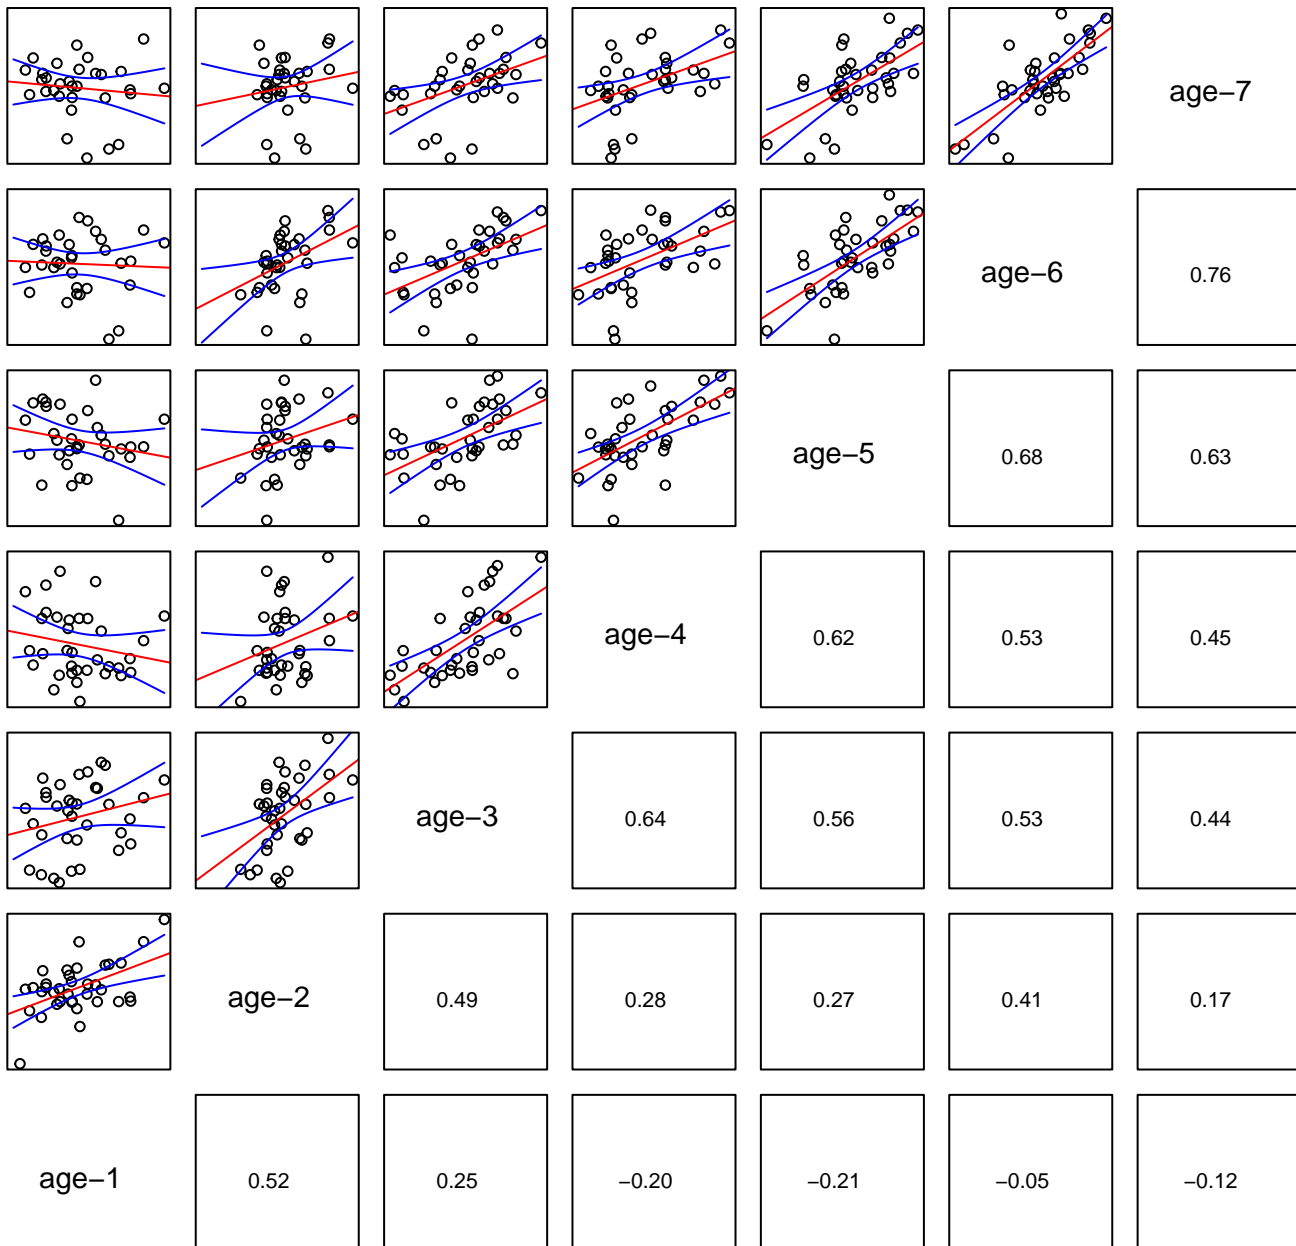 age−7
age−6 0.76
age−5 0.68 0.63
age−4 0.62 0.53 0.45
age−3 0.64 0.56 0.53 0.44
age−2 0.49 0.28 0.27 0.41 0.17
age−1 0.52 0.25 −0.20 −0.21 −0.05 −0.12